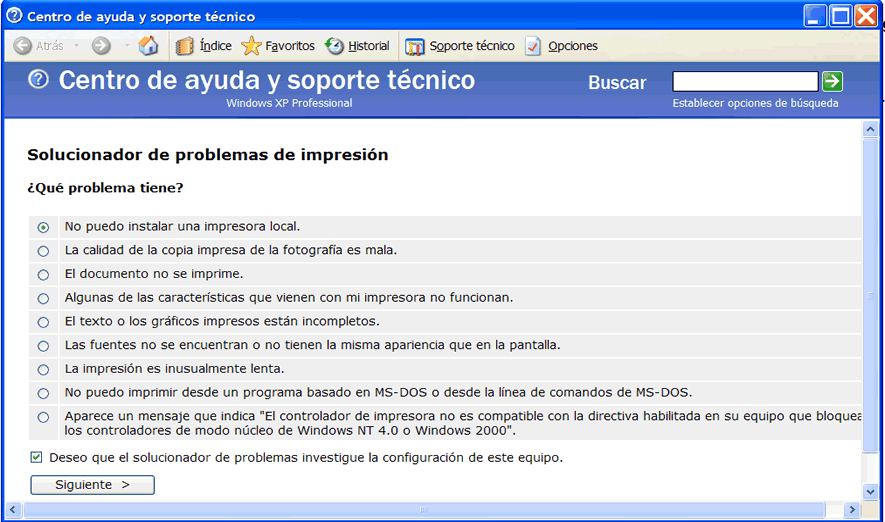 Centro de ayuda y soporte técnico
Atrás
Índice
Favoritos
Historial
Soporte técnico
Opciones
Centro de ayuda y soporte técnico
Windows XP Professional
Buscar
Establecer opciones de búsqueda
Solucionador de problemas de impresión
¿Qué problema tiene?
No puedo instalar una impresora local.
La calidad de la copia impresa de la fotografía es mala.
El documento no se imprime.
Algunas de las características que vienen con mi impresora no funcionan.
El texto o los gráficos impresos están incompletos.
Las fuentes no se encuentran o no tienen la misma apariencia que en la pantalla.
La impresión es inusualmente lenta.
No puedo imprimir desde un programa basado en MS-DOS o desde la línea de comandos de MS-DOS.
Aparece un mensaje que indica "El controlador de impresora no es compatible con la directiva habilitada en su equipo que bloquea
los controladores de modo núcleo de Windows NT 4.0 o Windows 2000".
Deseo que el solucionador de problemas investigue la configuración de este equipo.
Siguiente >